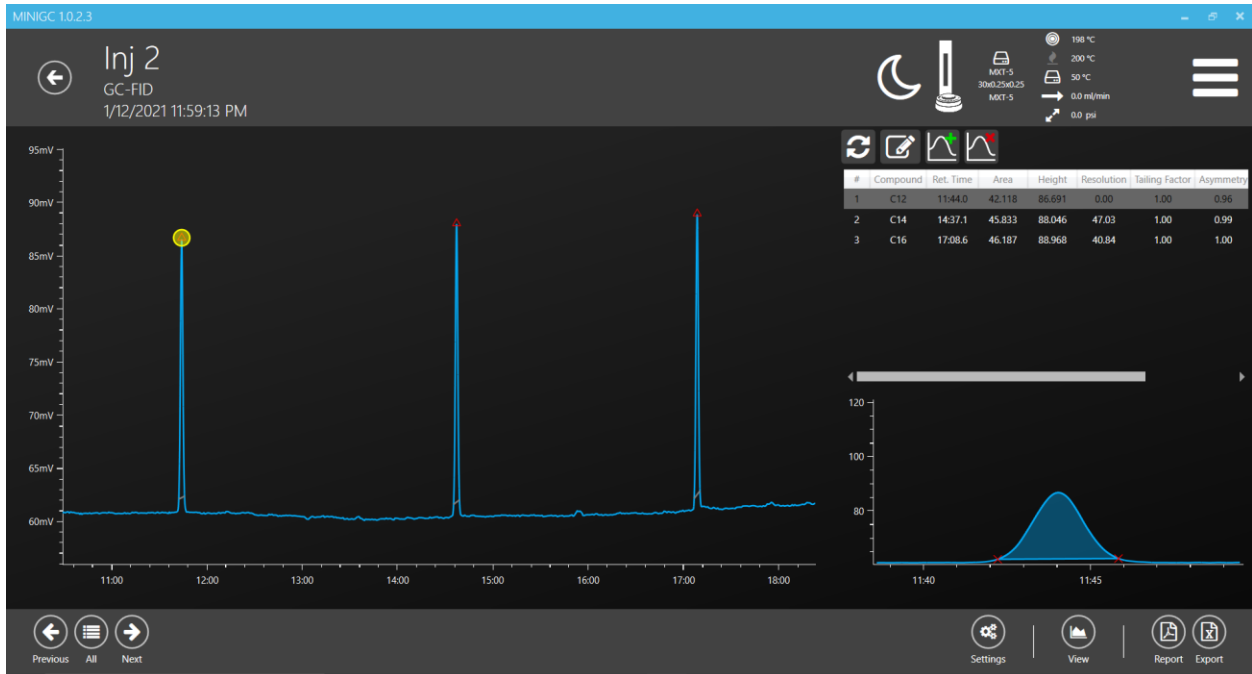 MINIGC 1.0.2.3
Inj 2
GC-FID
1/12/2021 11:59:13 PM
MXT-5
30x0.25x0.25
MXT-5
198 °C
200 °C
50 °C
0.0 ml/min
0.0 psi
95mV
90mV
85mV
80mV
75mV
70mV
65mV
60mV
11:00 12:00 13:00 14:00 15:00 16:00 17:00 18:00
# Compound Ret. Time Area Height Resolution Tailing Factor Asymmetry
1 C12 11:44.0 42.118 86.691 0.00 1.00 0.96
2 C14 14:37.1 45.833 88.046 47.03 1.00 0.99
3 C16 17:08.6 46.187 88.968 40.84 1.00 1.00
120
100
80
11:40 11:45
Previous All Next
Settings View Report Export